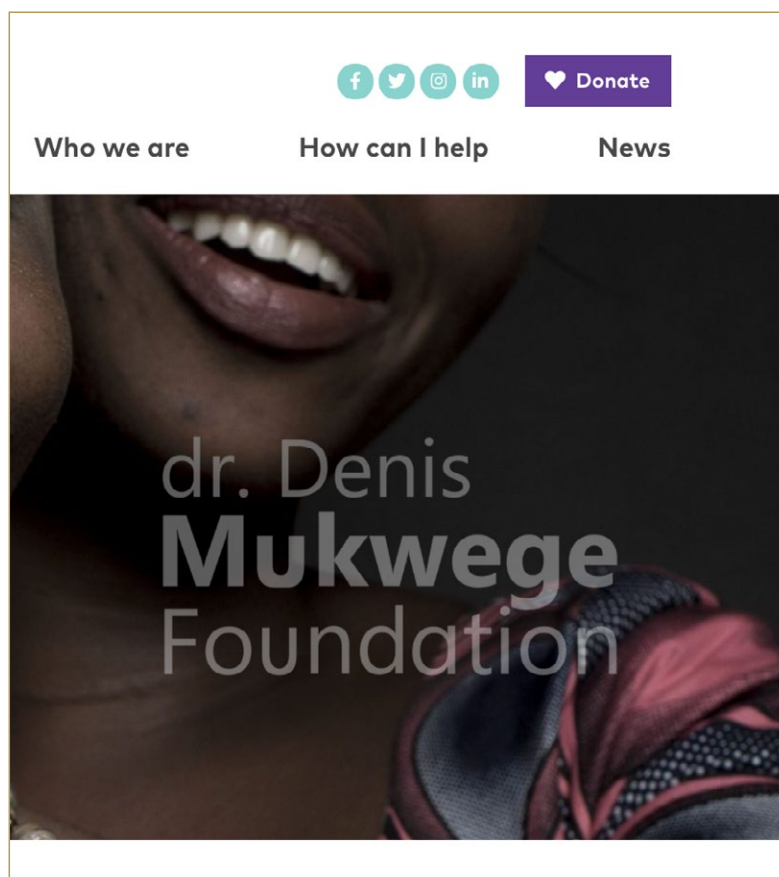 Donate
Who we are How can I help News
dr. Denis
Mukwege
Foundation